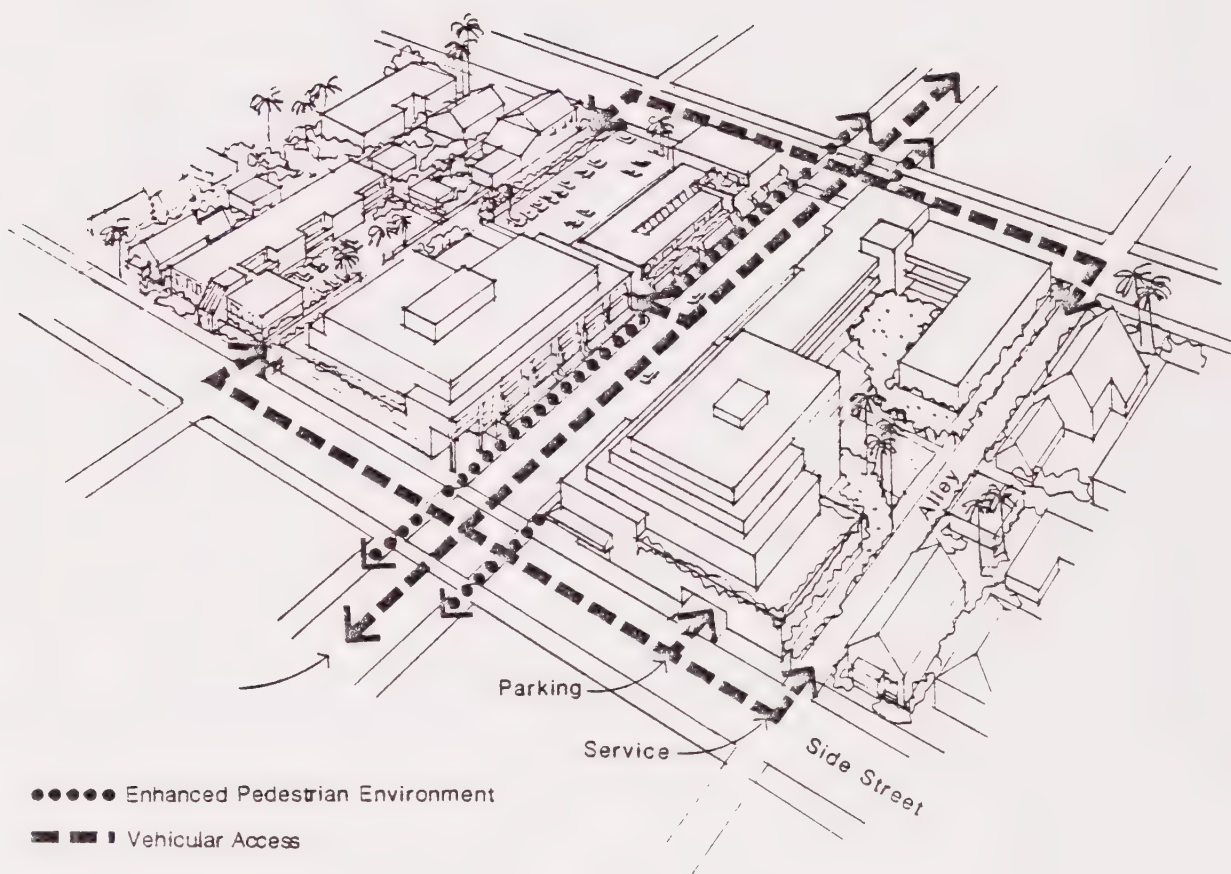 Alley
Parking
Service
Side Street
Enhanced Pedestrian Environment
Vehicular Access